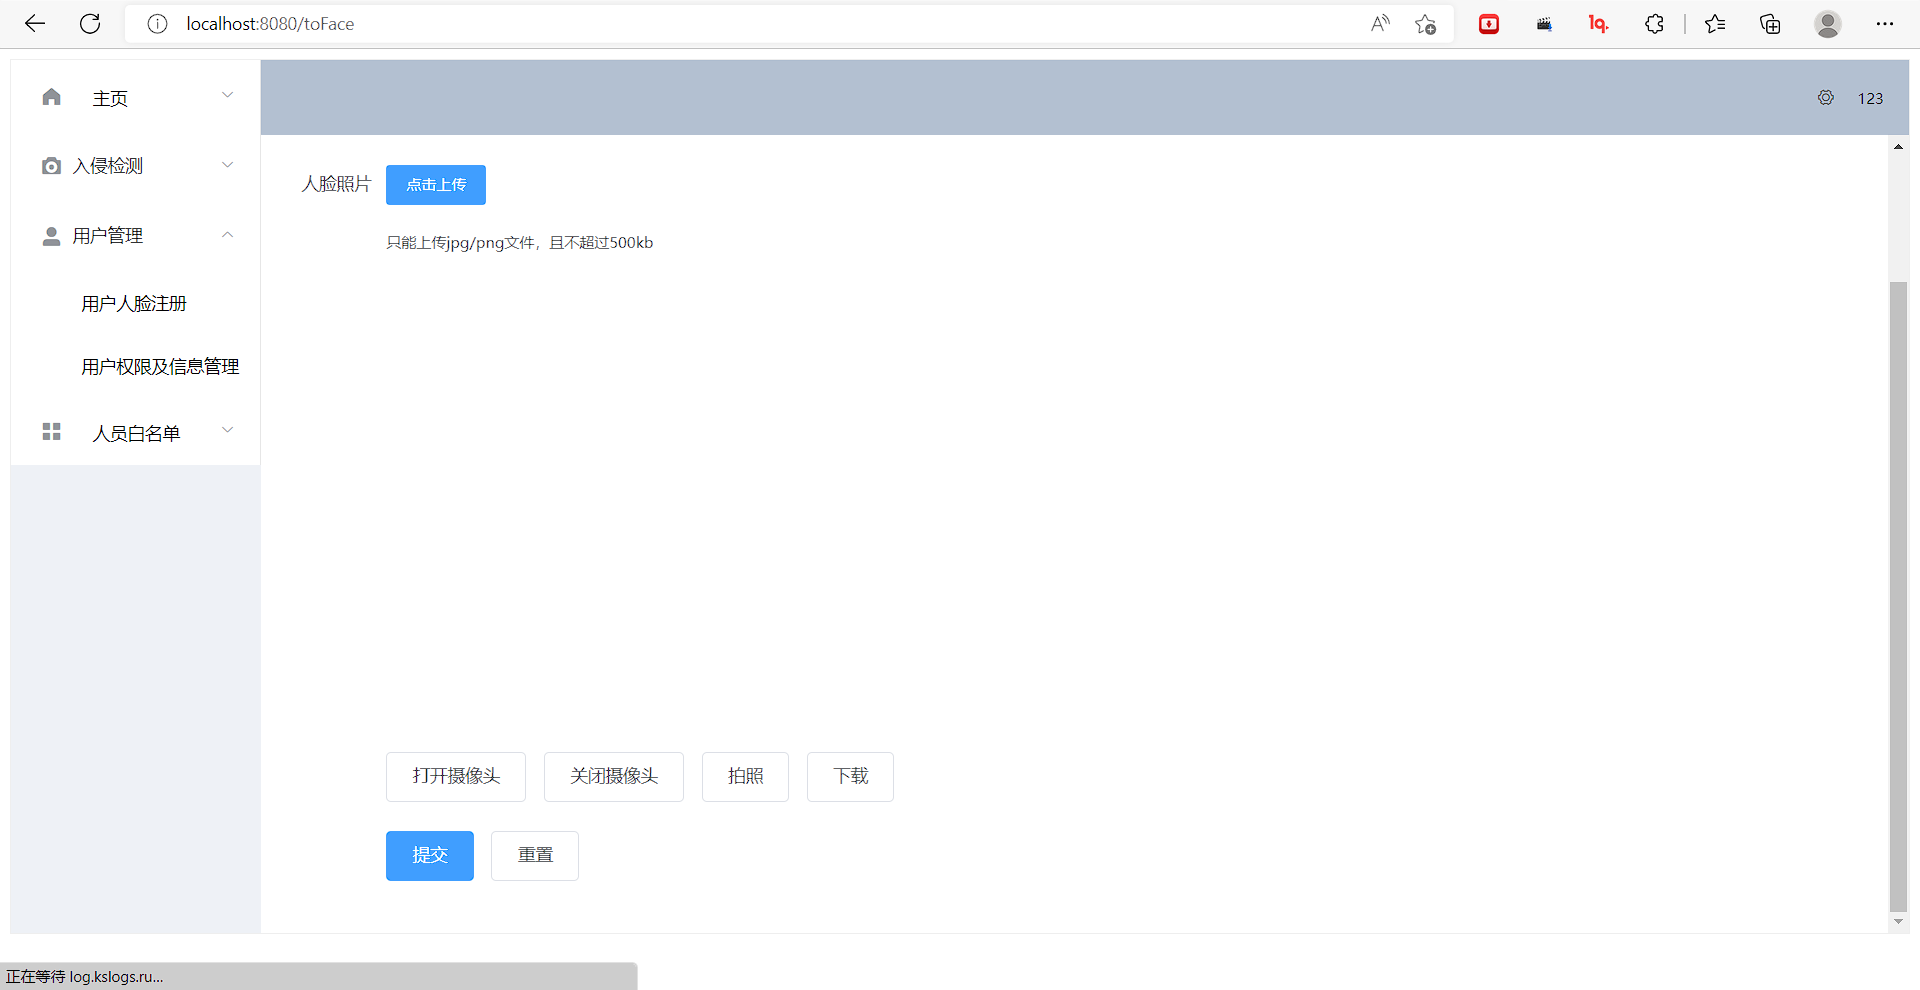 localhost:8080/toFace
主页
123
入侵检测
人脸照片
点击上传
用户管理
只能上传jpg/png文件，且不超过500kb
用户人脸注册
用户权限及信息管理
人员白名单
打开摄像头
关闭摄像头
拍照
下载
提交
重置
正在等待 log.kslogs.ru...